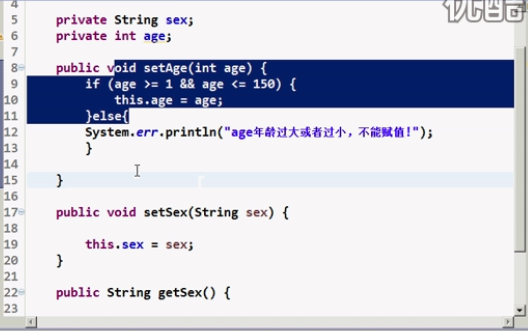 优酷
4
5 private String sex;
6 private int age;
7
8 public void setAge(int age) {
9 if (age >= 1 && age <= 150) {
10 this.age = age;
11 }else{
12 System.err.println("age年龄过大或者过小，不能赋值!");
13 }
14
15 }
16
17 public void setSex(String sex) {
18
19 this.sex = sex;
20 }
21
22 public String getSex() {
23